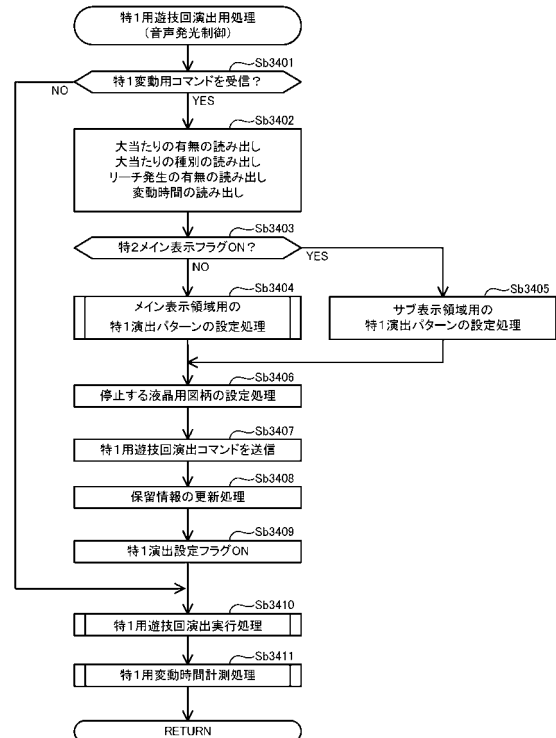 特1用遊技回演出用処理
(音声発光制御)
Sb3401
特1変動用コマンドを受信?
NO
YES
Sb3402
大当たりの有無の読み出し
大当たりの種別の読み出し
リーチ発生の有無の読み出し
変動時間の読み出し
Sb3403
特2メイン表示フラグON?
YES
NO
Sb3404
メイン表示領域用の
特1演出パターンの設定処理
Sb3405
サブ表示領域用の
特1演出パターンの設定処理
Sb3406
停止する液晶用図柄の設定処理
Sb3407
特1用遊技回演出コマンドを送信
Sb3408
保留情報の更新処理
Sb3409
特1演出設定フラグON
Sb3410
特1用遊技回演出実行処理
Sb3411
特1用変動時間計測処理
RETURN